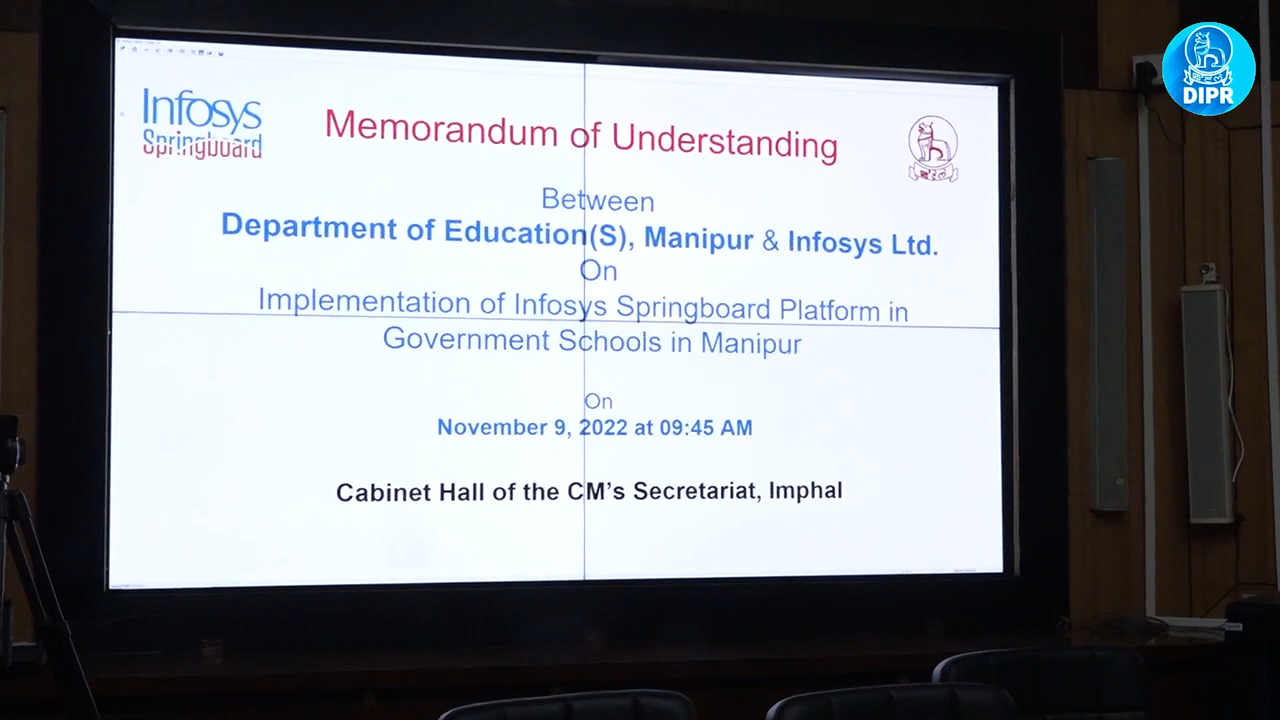 DIPR
Infosys
Springboard
Memorandum of Understanding
Between
Department of Education(S), Manipur & Infosys Ltd.
On
Implementation of Infosys Springboard Platform in
Government Schools in Manipur
On
November 9, 2022 at 09:45 AM
Cabinet Hall of the CM's Secretariat, Imphal